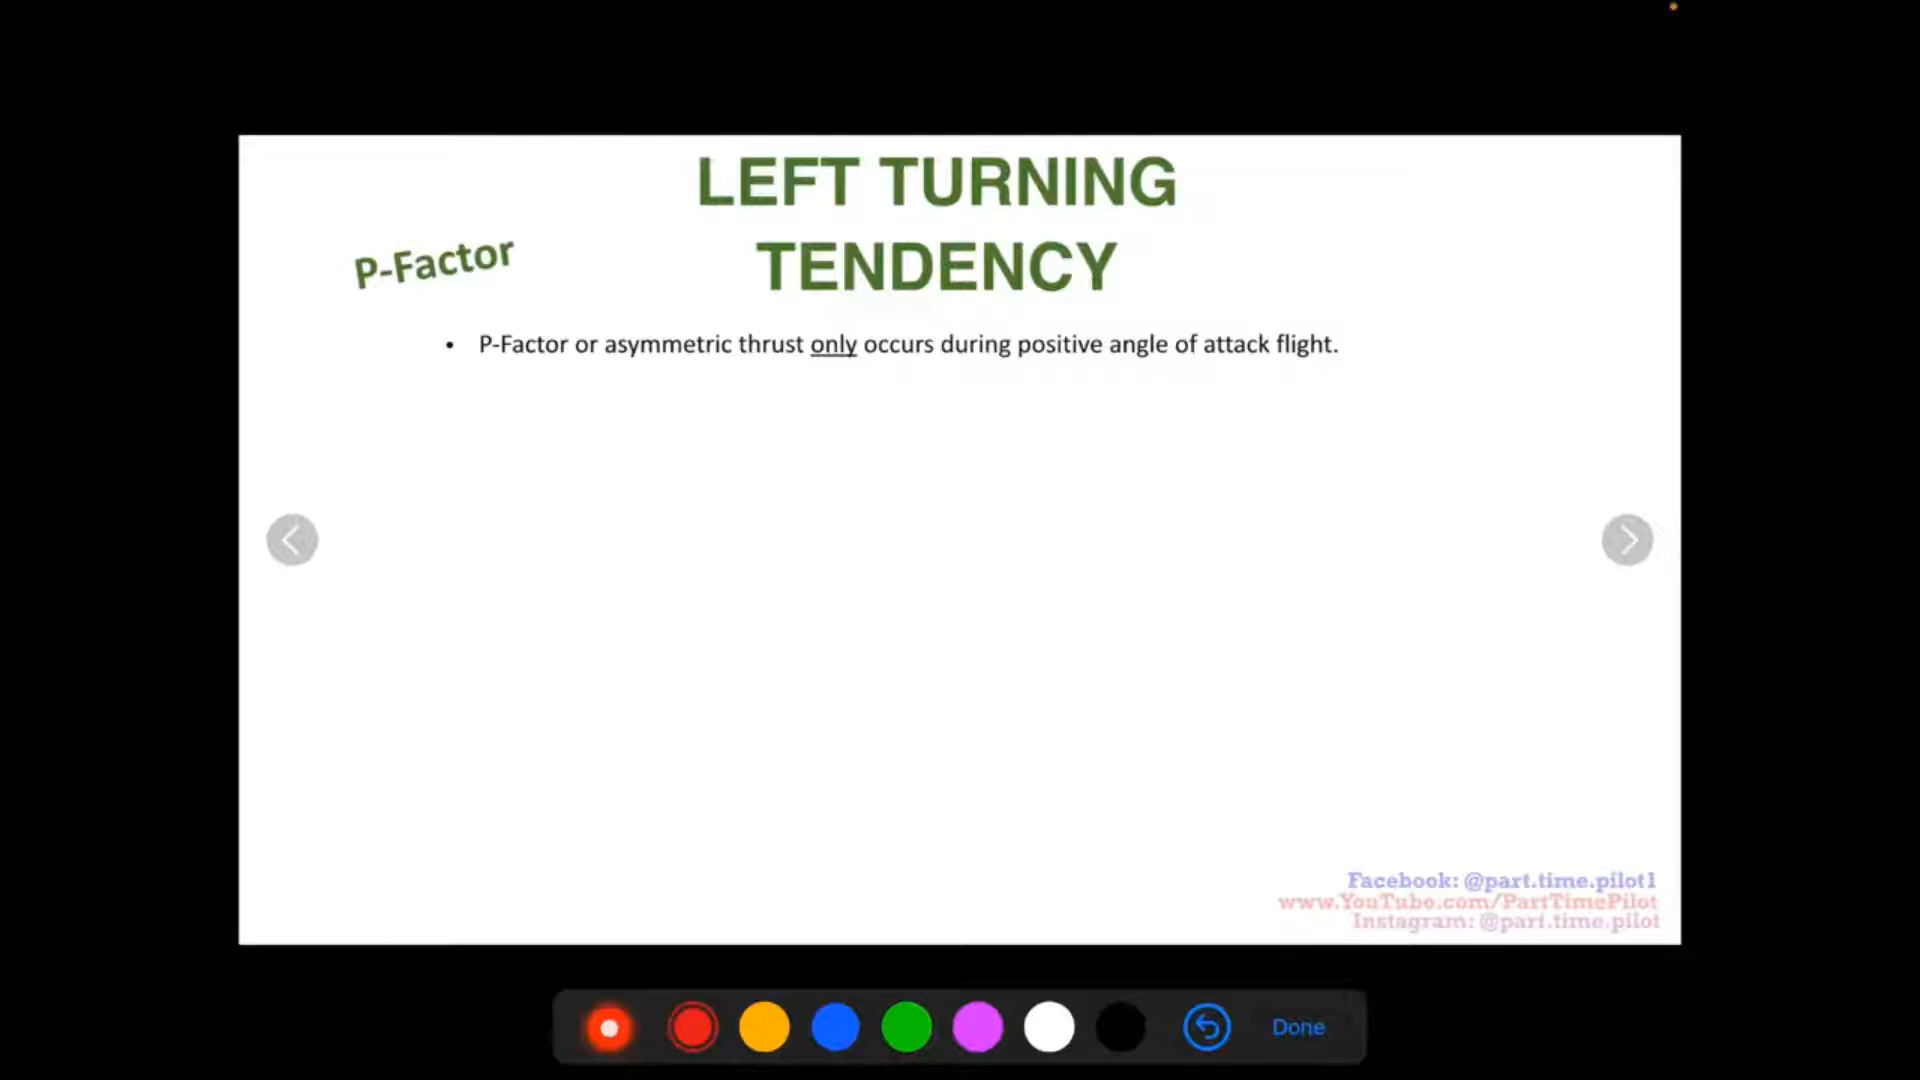 LEFT TURNING
TENDENCY
P-Factor
• P-Factor or asymmetric thrust only occurs during positive angle of attack flight.
Facebook: @part.time.pilot1
www.YouTube.com/PartTimePilot
Instagram: @part.time.pilot
Done